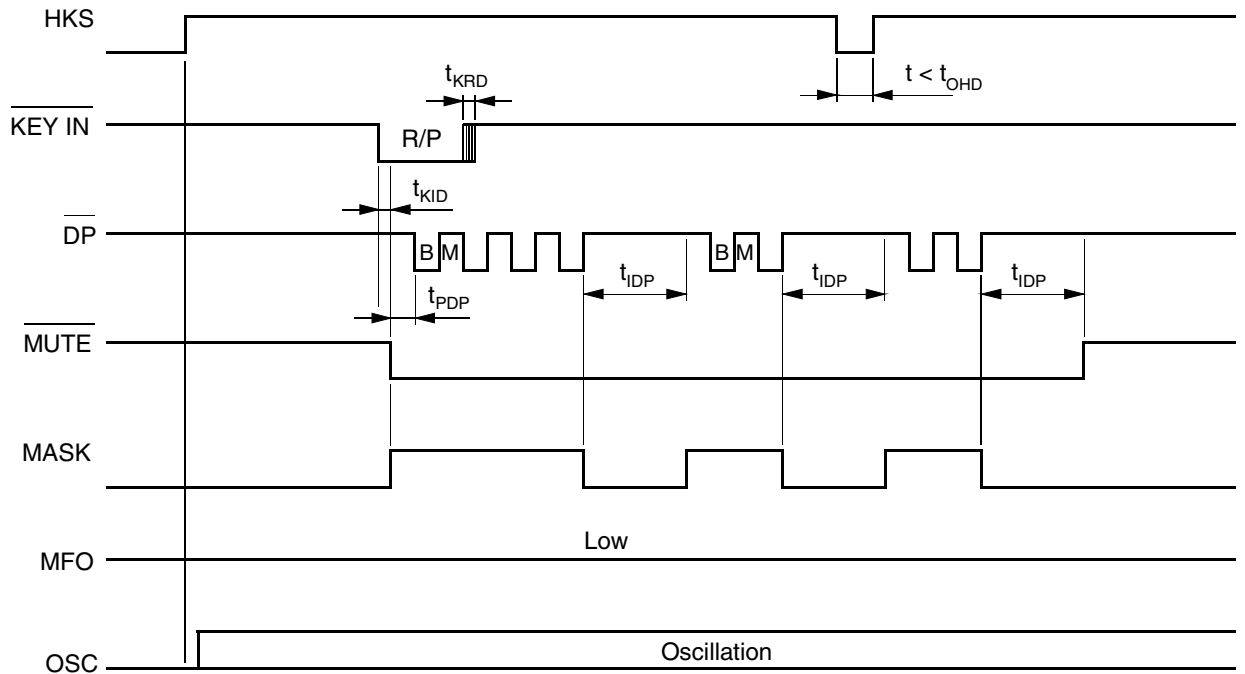 HKS
t_KRD
t < t_OHD
KEY IN
R/P
t_KID
DP
B M
B M
t_IDP
t_IDP
t_IDP
t_PDP
MUTE
MASK
Low
MFO
Oscillation
OSC